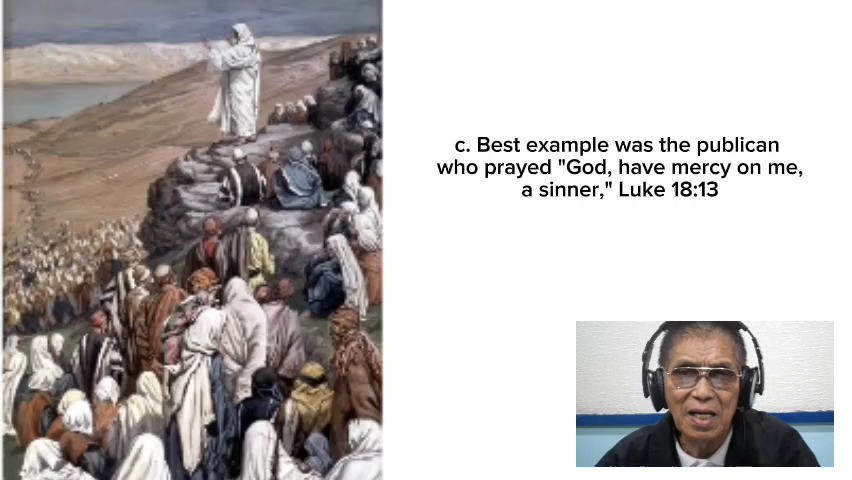 c. Best example was the publican
who prayed "God, have mercy on me,
a sinner," Luke 18:13